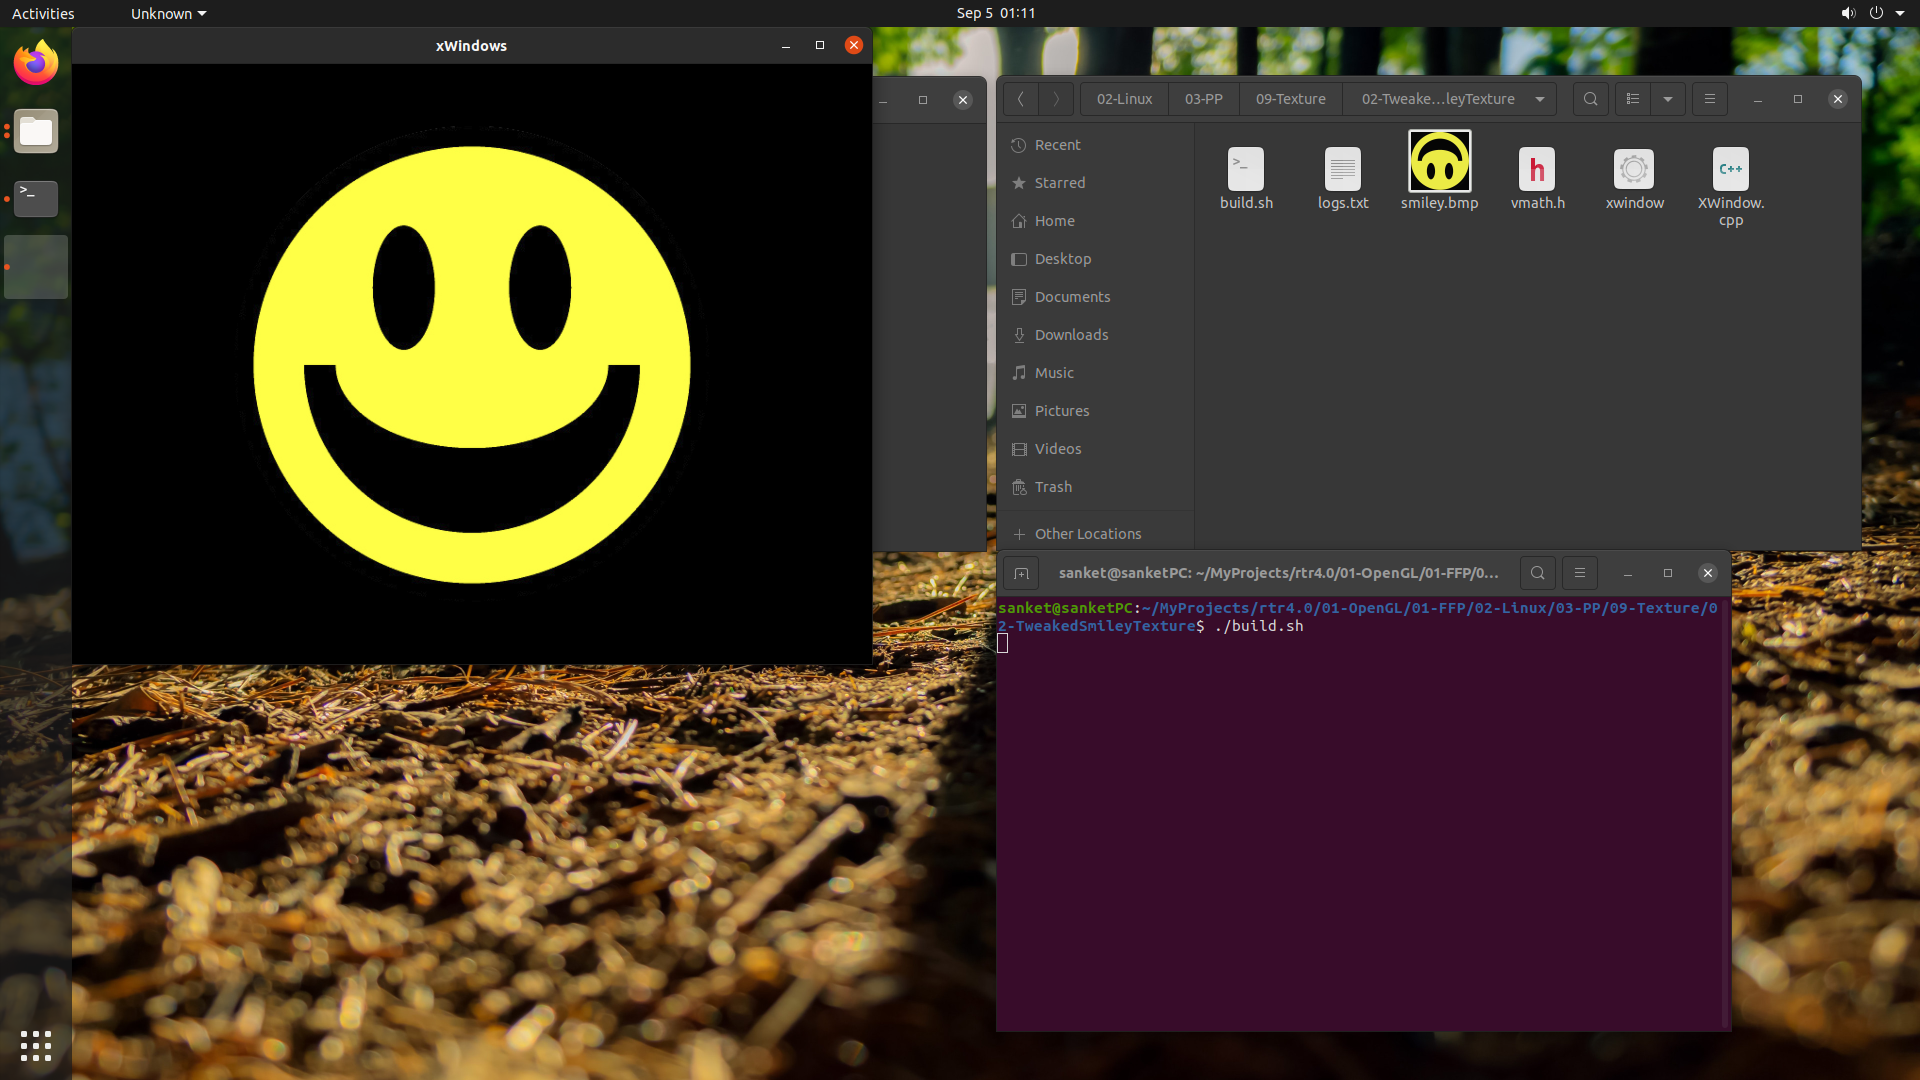 Activities
Unknown
Sep 5 01:11
xWindows
02-Linux
03-PP
09-Texture
02-Tweake...leyTexture
Recent
Starred
Home
Desktop
Documents
Downloads
Music
Pictures
Videos
Trash
Other Locations
>_
build.sh
logs.txt
smiley.bmp
h
vmath.h
xwindow
C++
XWindow.
cpp
>_
sanket@sanketPC: ~/MyProjects/rtr4.0/01-OpenGL/01-FFP/0...
sanket@sanketPC:~/MyProjects/rtr4.0/01-OpenGL/01-FFP/02-Linux/03-PP/09-Texture/0
2-TweakedSmileyTexture$ ./build.sh